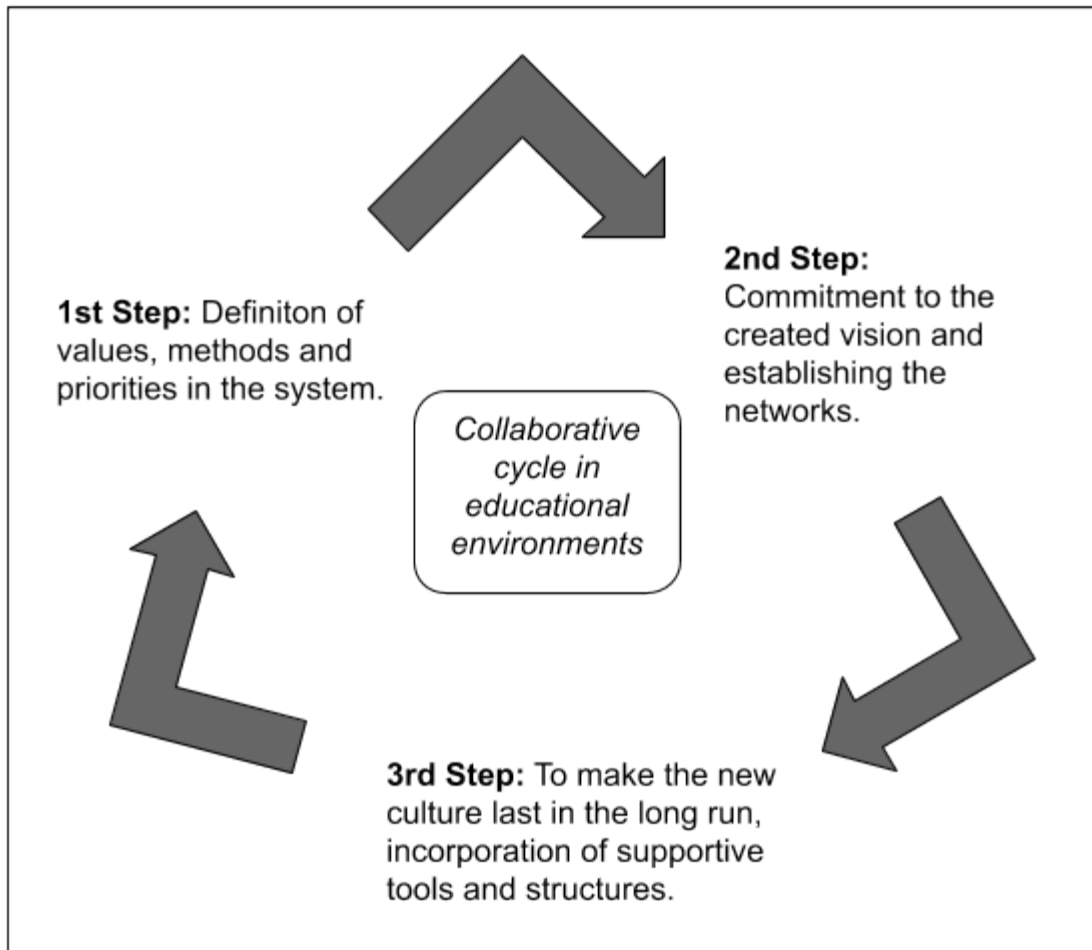 1st Step: Definiton of
values, methods and
priorities in the system.
2nd Step:
Commitment to the
created vision and
establishing the
networks.
Collaborative
cycle in
educational
environments
3rd Step: To make the new
culture last in the long run,
incorporation of supportive
tools and structures.